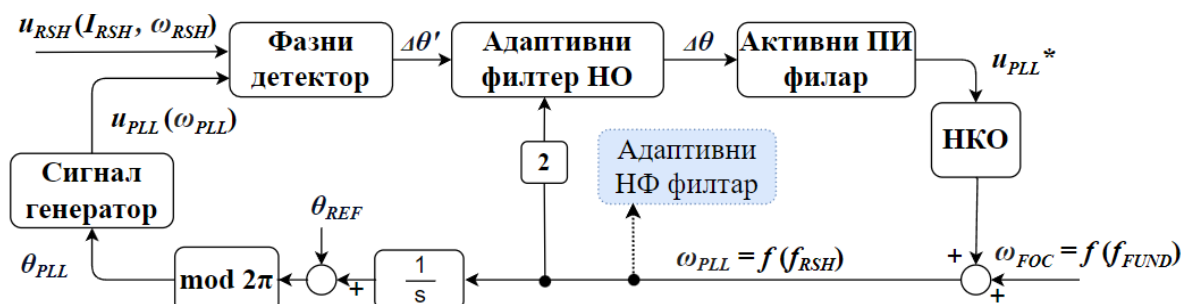 u_RSH (I_RSH, ω_RSH)
Фазни
детектор
Δθ'
Адаптивни
филтер НО
Δθ
Активни ПИ
филар
u_PLL*
НКО
u_PLL (ω_PLL)
2
Адаптивни
НФ филтар
Сигнал
генератор
θ_REF
θ_PLL
mod 2π
+
1
s
ω_PLL = f (f_RSH)
+
+
ω_FOC = f (f_FUND)